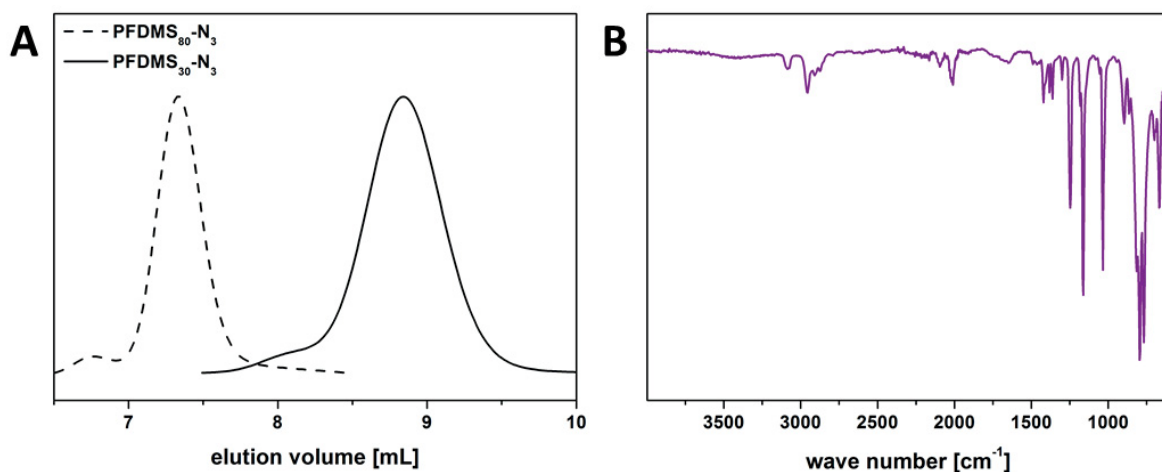 A
PFDMS₈₀-N₃
PFDMS₃₀-N₃
7 8 9 10
elution volume [mL]
B
3500 3000 2500 2000 1500 1000
wave number [cm⁻¹]